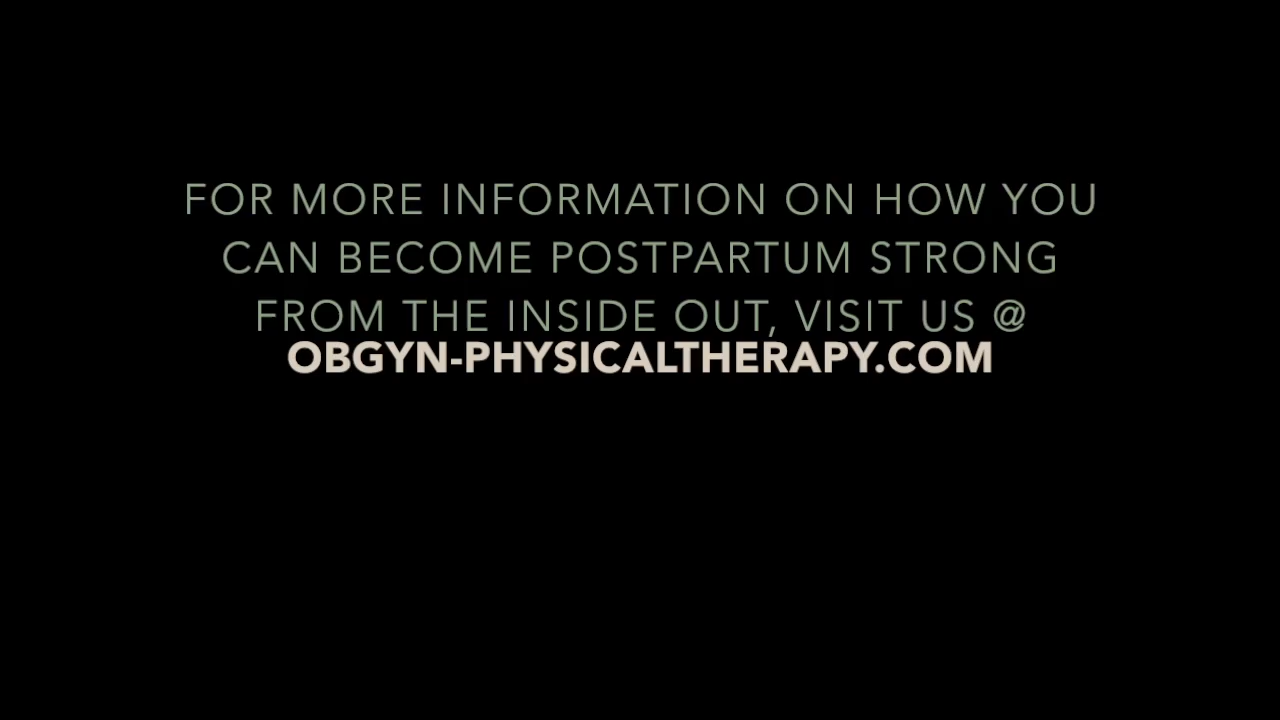 FOR MORE INFORMATION ON HOW YOU
CAN BECOME POSTPARTUM STRONG
FROM THE INSIDE OUT, VISIT US @
OBGYN-PHYSICALTHERAPY.COM